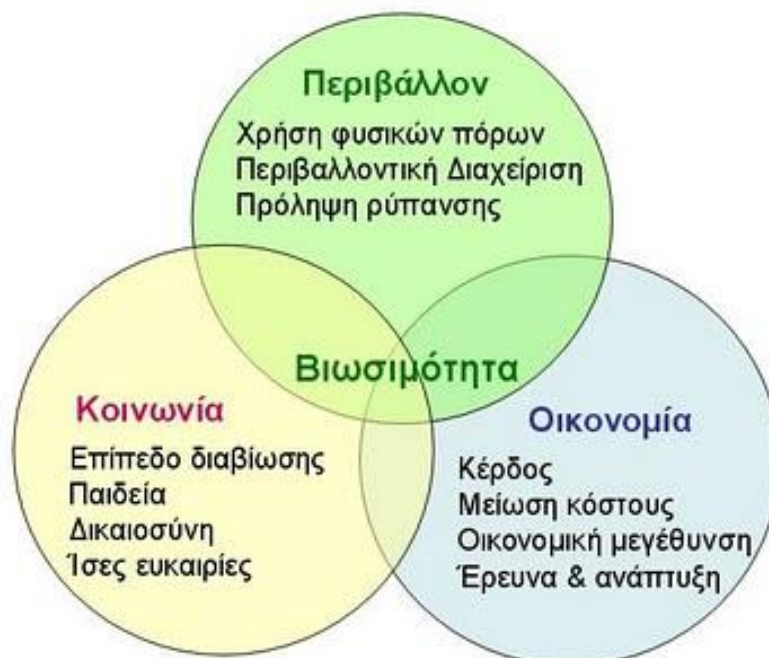 Περιβάλλον
Χρήση φυσικών πόρων
Περιβαλλοντική Διαχείριση
Πρόληψη ρύπανσης
Βιωσιμότητα
Κοινωνία
Επίπεδο διαβίωσης
Παιδεία
Δικαιοσύνη
Ίσες ευκαιρίες
Οικονομία
Κέρδος
Μείωση κόστους
Οικονομική μεγέθυνση
Έρευνα & ανάπτυξη